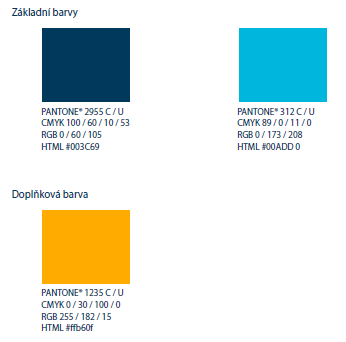 Základní barvy
PANTONE® 2955 C / U
CMYK 100 / 60 / 10 / 53
RGB 0 / 60 / 105
HTML #003C69
PANTONE® 312 C / U
CMYK 89 / 0 / 11 / 0
RGB 0 / 173 / 208
HTML #00ADD 0
Doplňková barva
PANTONE® 1235 C / U
CMYK 0 / 30 / 100 / 0
RGB 255 / 182 / 15
HTML #ffb60f